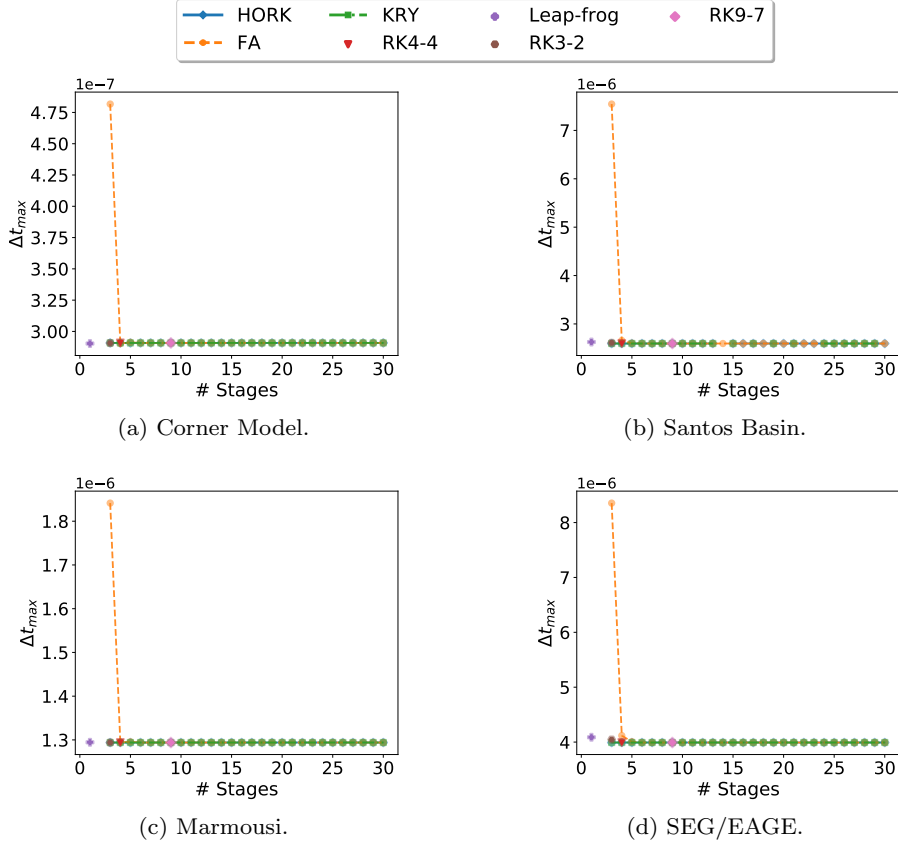 HORK KRY Leap-frog RK9-7
FA RK4-4 RK3-2
1e−7
4.75
4.50
4.25
4.00
3.75
3.50
3.25
3.00
Δt_max
0 5 10 15 20 25 30
# Stages
(a) Corner Model.
1e−6
7
6
5
4
3
Δt_max
0 5 10 15 20 25 30
# Stages
(b) Santos Basin.
1e−6
1.8
1.7
1.6
1.5
1.4
1.3
Δt_max
0 5 10 15 20 25 30
# Stages
(c) Marmousi.
1e−6
8
7
6
5
4
Δt_max
0 5 10 15 20 25 30
# Stages
(d) SEG/EAGE.